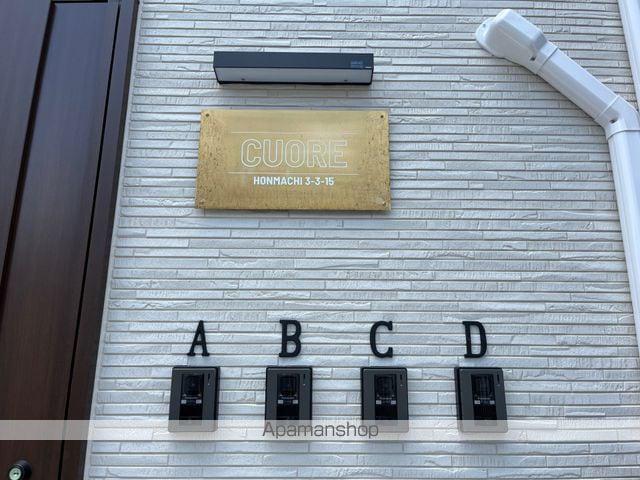 CUORE
HONMACHI 3-3-15
A B C D
Apamanshop